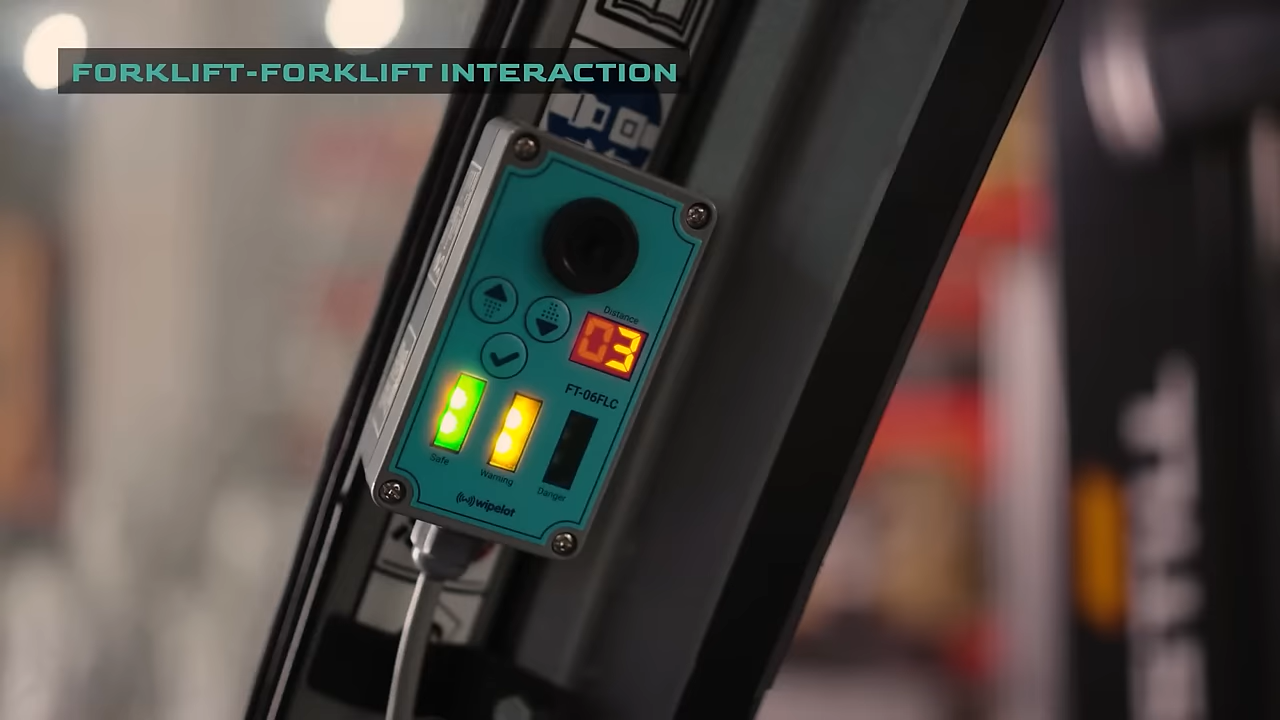 FORKLIFT-FORKLIFT INTERACTION
Distance
03
FT-06FLC
Safe
Warning
Danger
wipelot